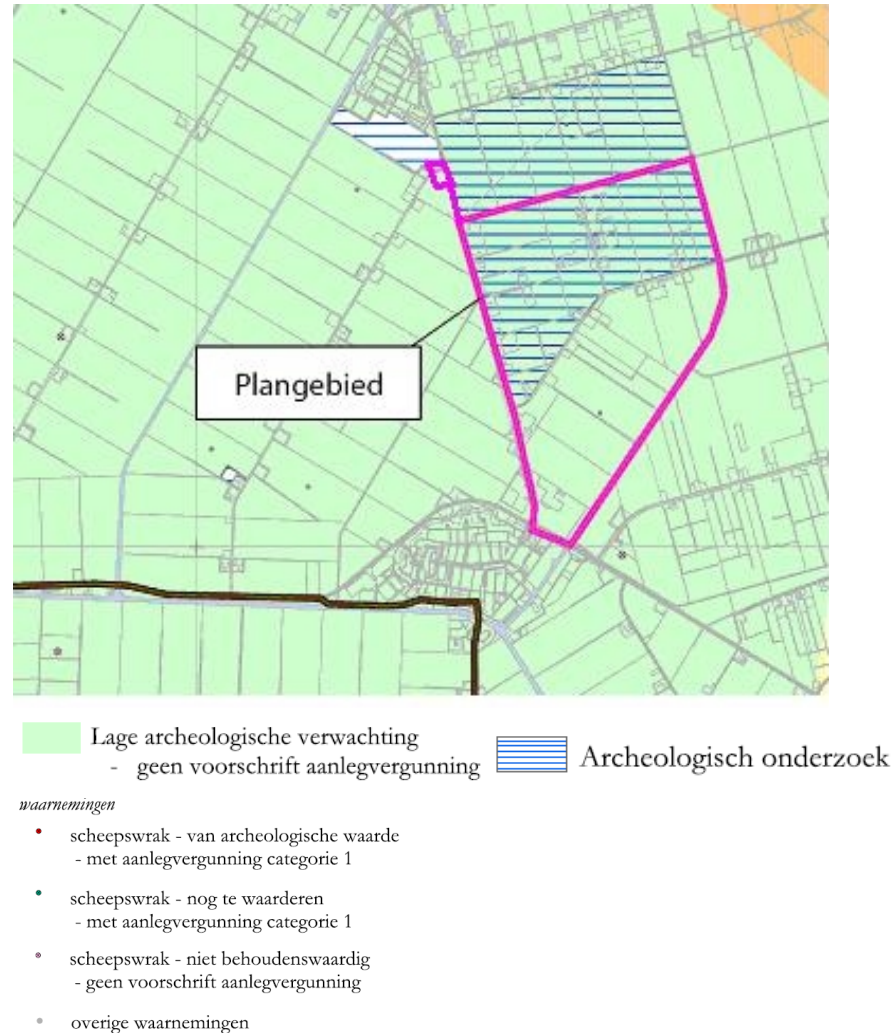 Plangebied
Lage archeologische verwachting
- geen voorschrift aanlegvergunning
Archeologisch onderzoek
waarnemingen
scheepswrak - van archeologische waarde
- met aanlegvergunning categorie 1
scheepswrak - nog te waarderen
- met aanlegvergunning categorie 1
scheepswrak - niet behoudenswaardig
- geen voorschrift aanlegvergunning
overige waarnemingen